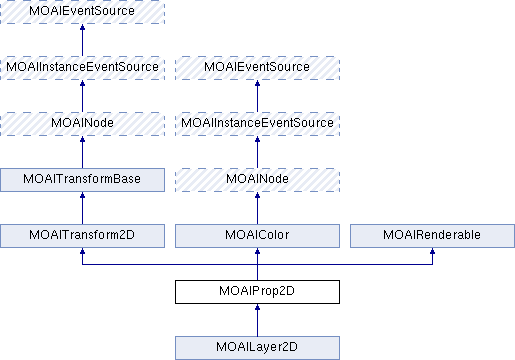 MOAIEventSource
MOAIInstanceEventSource MOAIEventSource
MOAINode MOAIInstanceEventSource
MOAITransformBase MOAINode
MOAITransform2D MOAIColor MOAIRenderable
MOAIProp2D
MOAILayer2D